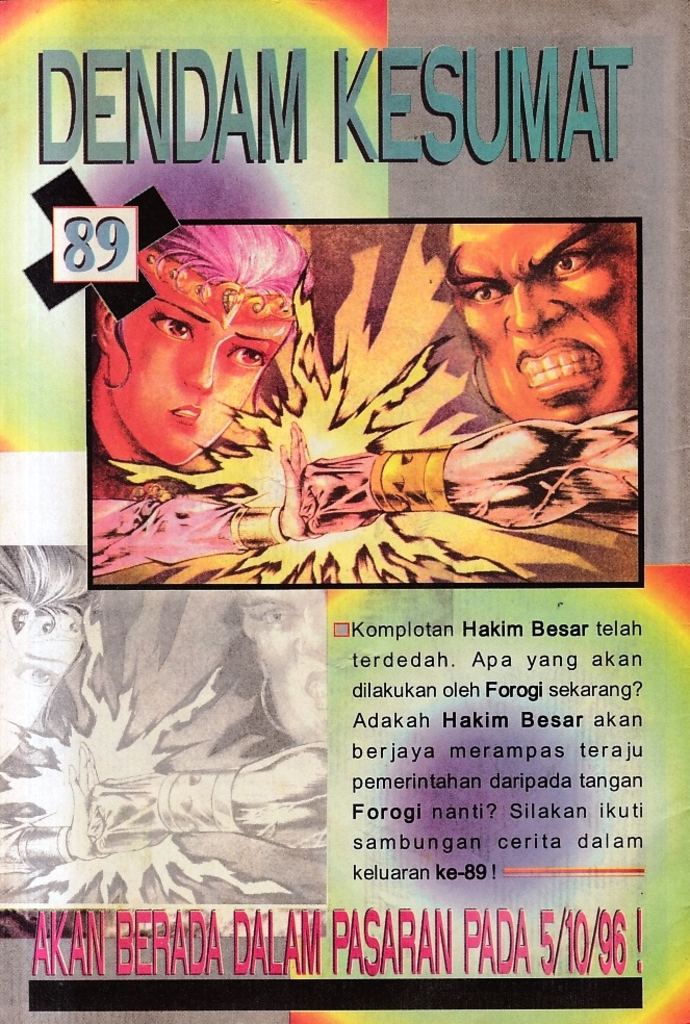 DENDAM KESUMAT
89
Komplotan Hakim Besar telah
terdedah. Apa yang akan
dilakukan oleh Forogi sekarang?
Adakah Hakim Besar akan
berjaya merampas teraju
pemerintahan daripada tangan
Forogi nanti? Silakan ikuti
sambungan cerita dalam
keluaran ke-89 !
AKAN BERADA DALAM PASARAN PADA 5/10/96 !